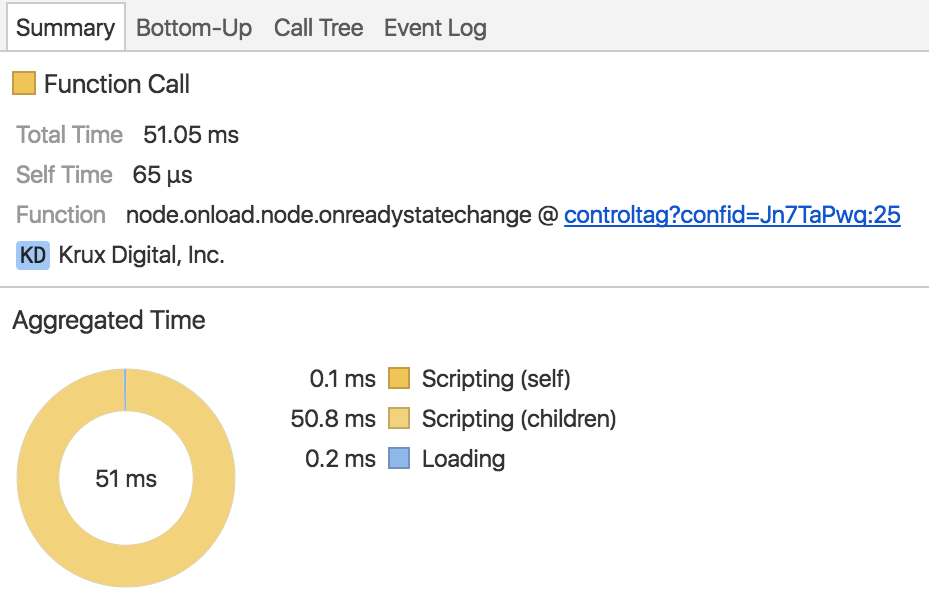 Summary Bottom-Up Call Tree Event Log
Function Call
Total Time 51.05 ms
Self Time 65 µs
Function node.onload.node.onreadystatechange @ controltag?confid=Jn7TaPwq:25
KD Krux Digital, Inc.
Aggregated Time
0.1 ms Scripting (self)
50.8 ms Scripting (children)
0.2 ms Loading
51 ms